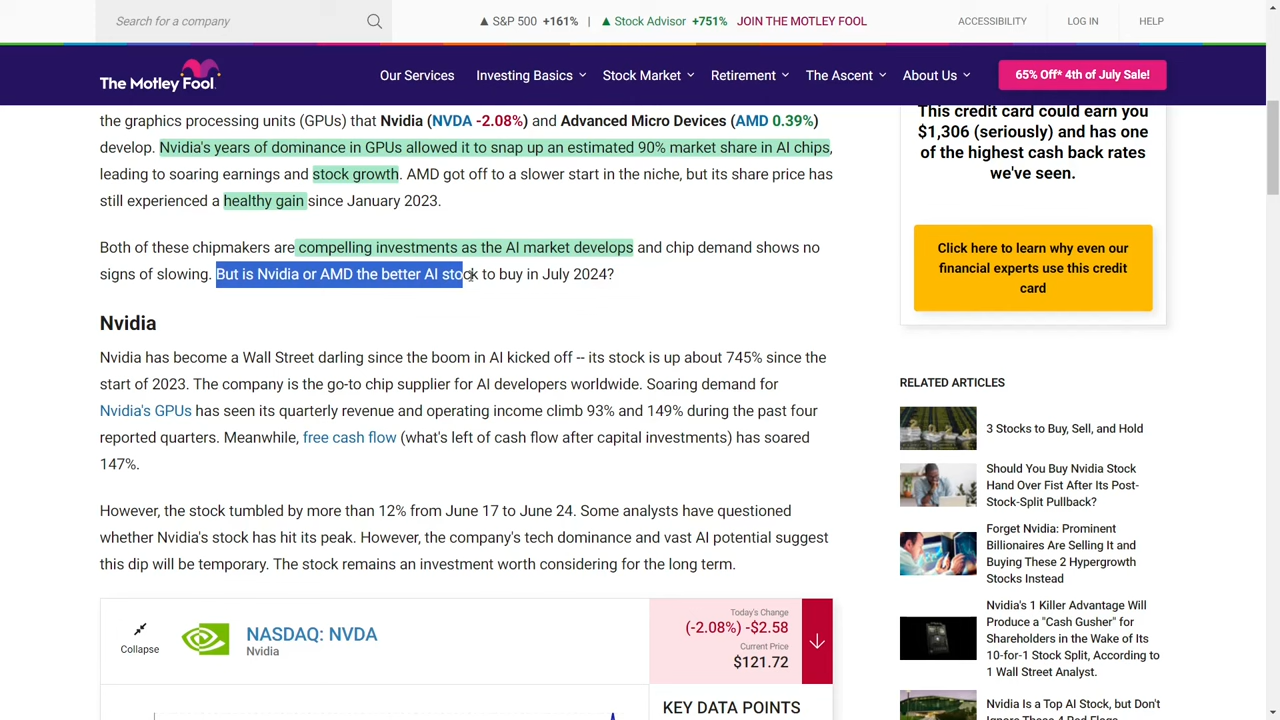 Search for a company
▲ S&P 500 +161% | ▲ Stock Advisor +751% JOIN THE MOTLEY FOOL
ACCESSIBILITY LOG IN HELP
The Motley Fool
Our Services Investing Basics Stock Market Retirement The Ascent About Us
65% Off* 4th of July Sale!
the graphics processing units (GPUs) that Nvidia (NVDA -2.08%) and Advanced Micro Devices (AMD 0.39%)
develop. Nvidia's years of dominance in GPUs allowed it to snap up an estimated 90% market share in AI chips,
leading to soaring earnings and stock growth. AMD got off to a slower start in the niche, but its share price has
still experienced a healthy gain since January 2023.
Both of these chipmakers are compelling investments as the AI market develops and chip demand shows no
signs of slowing. But is Nvidia or AMD the better AI stock to buy in July 2024?
Nvidia
Nvidia has become a Wall Street darling since the boom in AI kicked off -- its stock is up about 745% since the
start of 2023. The company is the go-to chip supplier for AI developers worldwide. Soaring demand for
Nvidia's GPUs has seen its quarterly revenue and operating income climb 93% and 149% during the past four
reported quarters. Meanwhile, free cash flow (what's left of cash flow after capital investments) has soared
147%.
However, the stock tumbled by more than 12% from June 17 to June 24. Some analysts have questioned
whether Nvidia's stock has hit its peak. However, the company's tech dominance and vast AI potential suggest
this dip will be temporary. The stock remains an investment worth considering for the long term.
Collapse
NASDAQ: NVDA
Nvidia
Today's Change
(-2.08%) -$2.58
Current Price
$121.72
KEY DATA POINTS
This credit card could earn you
$1,306 (seriously) and has one
of the highest cash back rates
we've seen.
Click here to learn why even our
financial experts use this credit
card
RELATED ARTICLES
3 Stocks to Buy, Sell, and Hold
Should You Buy Nvidia Stock
Hand Over Fist After Its Post-
Stock-Split Pullback?
Forget Nvidia: Prominent
Billionaires Are Selling It and
Buying These 2 Hypergrowth
Stocks Instead
Nvidia's 1 Killer Advantage Will
Produce a "Cash Gusher" for
Shareholders in the Wake of Its
10-for-1 Stock Split, According to
1 Wall Street Analyst.
Nvidia Is a Top AI Stock, but Don't
Ignore These 4 Red Flags